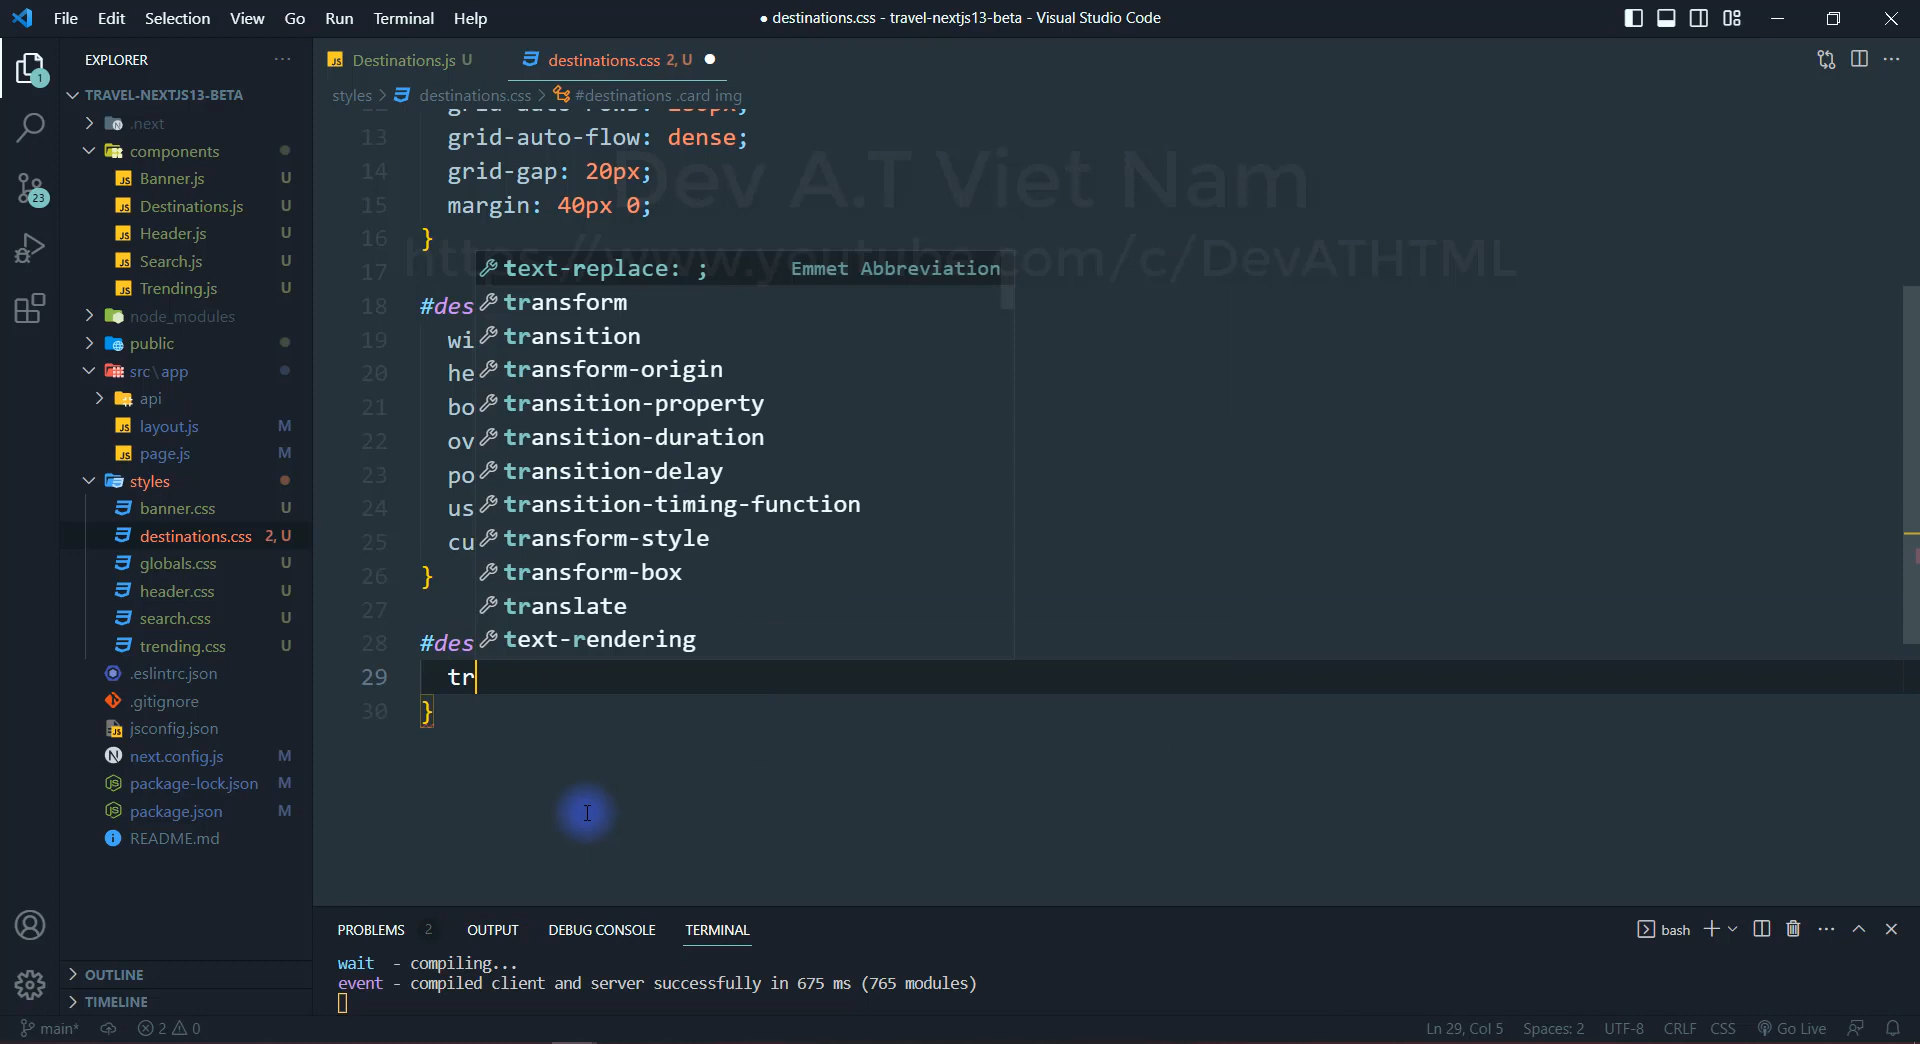 File Edit Selection View Go Run Terminal Help
● destinations.css - travel-nextjs13-beta - Visual Studio Code
EXPLORER
TRAVEL-NEXTJS13-BETA
.next
components
Banner.js U
Destinations.js U
Header.js U
Search.js U
Trending.js U
node_modules
public
src\app
api
layout.js M
page.js M
styles
banner.css U
destinations.css 2, U
globals.css U
header.css U
search.css U
trending.css U
.eslintrc.json
.gitignore
jsconfig.json
next.config.js M
package-lock.json M
package.json M
README.md
OUTLINE
TIMELINE
1
23
Destinations.js U
destinations.css 2, U
styles > destinations.css > #destinations .card img
13 grid-auto-flow: dense;
14 grid-gap: 20px;
15 margin: 40px 0;
16 }
17
18 #des
19 wi
20 he
21 bo
22 ov
23 po
24 us
25 cu
26 }
27
28 #des
29 tr
30 }
text-replace: ; Emmet Abbreviation
transform
transition
transform-origin
transition-property
transition-duration
transition-delay
transition-timing-function
transform-style
transform-box
translate
text-rendering
Dev A.T Viet Nam
https://www.youtube.com/c/DevATHTML
PROBLEMS 2 OUTPUT DEBUG CONSOLE TERMINAL
bash
wait - compiling...
event - compiled client and server successfully in 675 ms (765 modules)
main* 2 0
Ln 29, Col 5 Spaces: 2 UTF-8 CRLF CSS Go Live